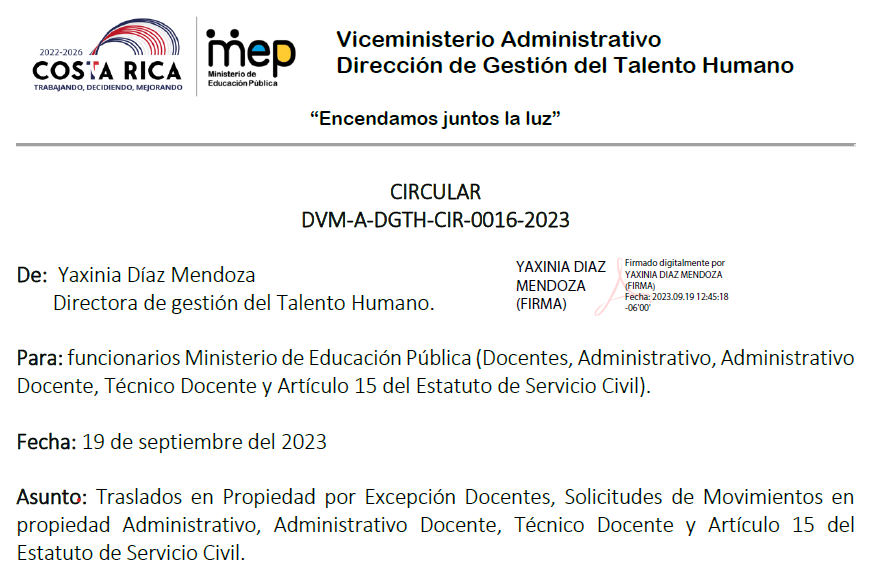 2022-2026
COSTA RICA
TRABAJANDO, DECIDIENDO, MEJORANDO
mep
Ministerio de
Educación Pública
Viceministerio Administrativo
Dirección de Gestión del Talento Humano
“Encendamos juntos la luz”
CIRCULAR
DVM-A-DGTH-CIR-0016-2023
De: Yaxinia Díaz Mendoza
Directora de gestión del Talento Humano.
YAXINIA DIAZ
MENDOZA
(FIRMA)
Firmado digitalmente por
YAXINIA DIAZ MENDOZA
(FIRMA)
Fecha: 2023.09.19 12:45:18
-06'00'
Para: funcionarios Ministerio de Educación Pública (Docentes, Administrativo, Administrativo
Docente, Técnico Docente y Artículo 15 del Estatuto de Servicio Civil).
Fecha: 19 de septiembre del 2023
Asunto: Traslados en Propiedad por Excepción Docentes, Solicitudes de Movimientos en
propiedad Administrativo, Administrativo Docente, Técnico Docente y Artículo 15 del
Estatuto de Servicio Civil.